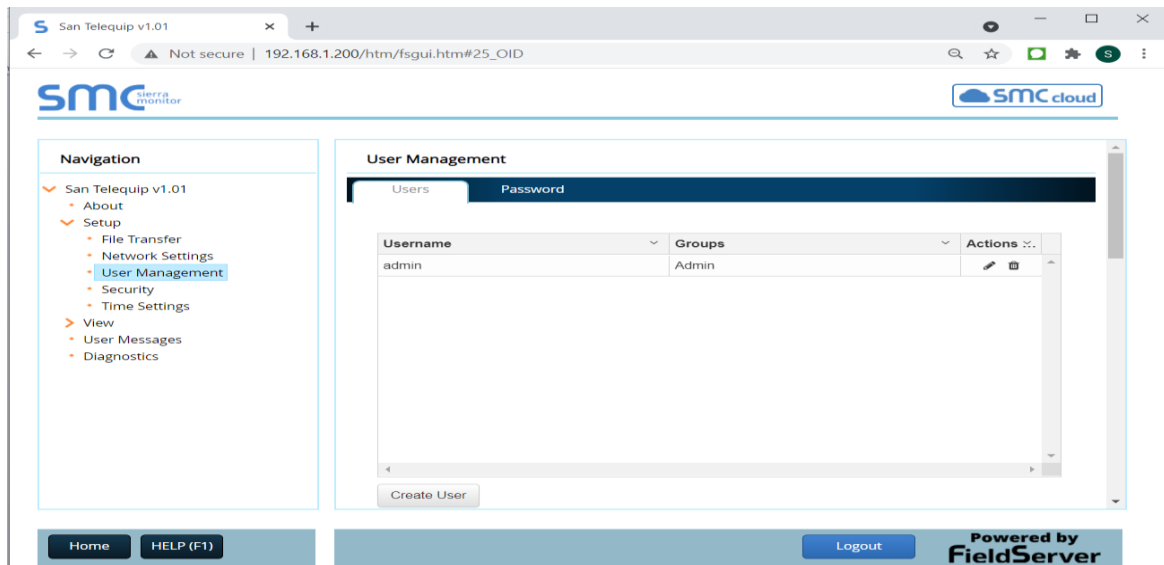 San Telequip v1.01
Not secure | 192.168.1.200/htm/fsgui.htm#25_OID
S
smc sierra monitor
SMC cloud
Navigation
San Telequip v1.01
About
Setup
File Transfer
Network Settings
User Management
Security
Time Settings
View
User Messages
Diagnostics
User Management
Users Password
Username Groups Actions
admin Admin
Create User
Home HELP (F1) Logout
Powered by
FieldServer